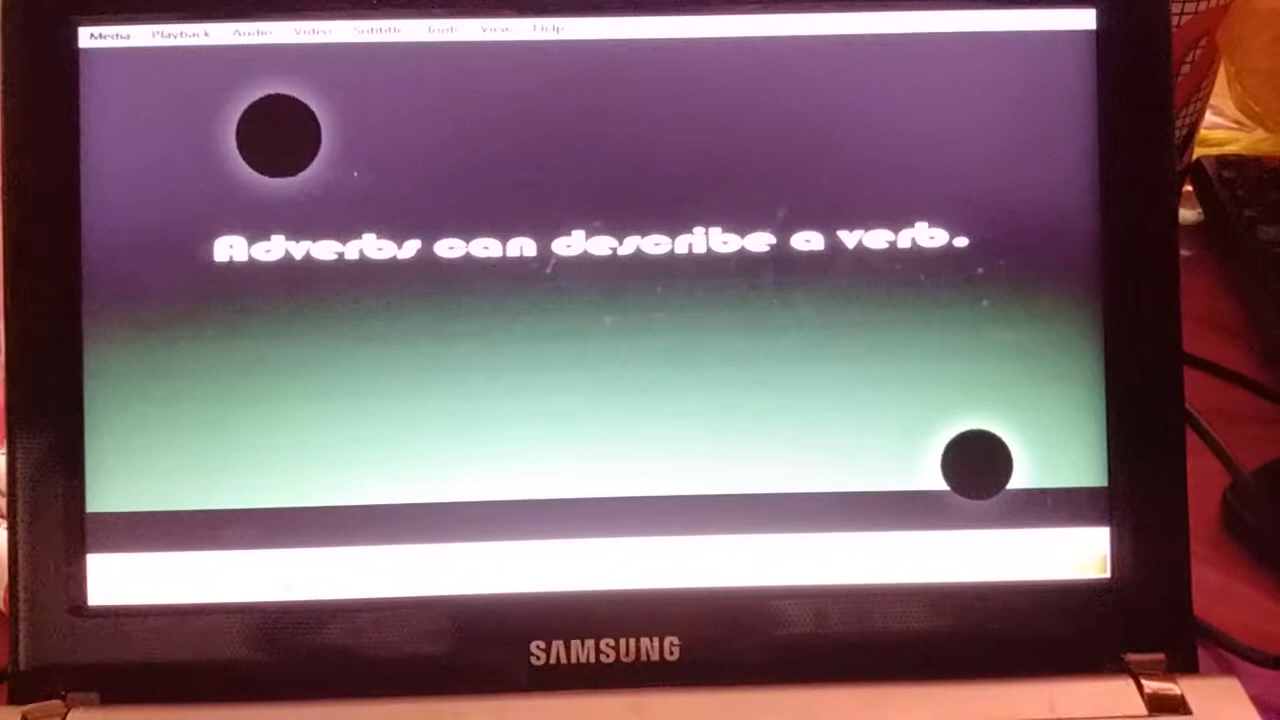 Media Playback Audio Video Subtitle Tools View Help
Adverbs can describe a verb.
SAMSUNG